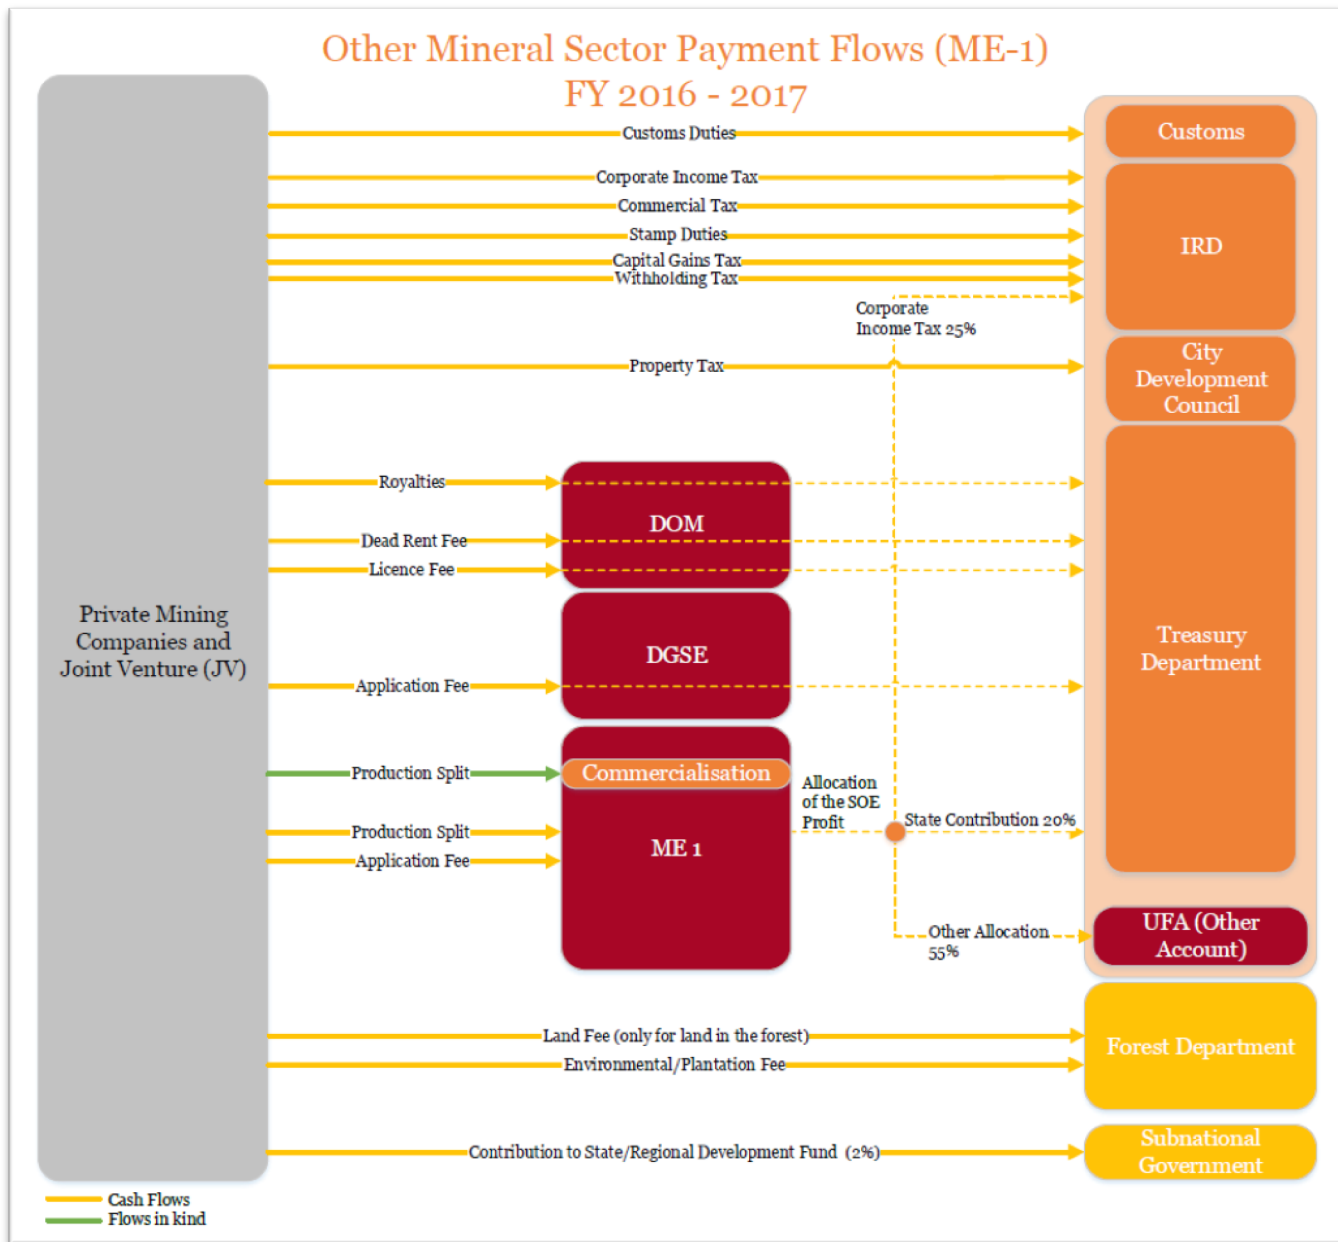 Other Mineral Sector Payment Flows (ME-1)
FY 2016 - 2017
Customs Duties
Customs
Corporate Income Tax
Commercial Tax
Stamp Duties
Capital Gains Tax
Withholding Tax
IRD
Corporate
Income Tax 25%
Property Tax
City
Development
Council
Royalties
Dead Rent Fee
Licence Fee
DOM
Private Mining
Companies and
Joint Venture (JV)
DGSE
Treasury
Department
Application Fee
Production Split
Commercialisation
Allocation
of the SOE
Profit
State Contribution 20%
Production Split
Application Fee
ME 1
Other Allocation
55%
UFA (Other
Account)
Land Fee (only for land in the forest)
Environmental/Plantation Fee
Forest Department
Contribution to State/Regional Development Fund (2%)
Subnational
Government
Cash Flows
Flows in kind